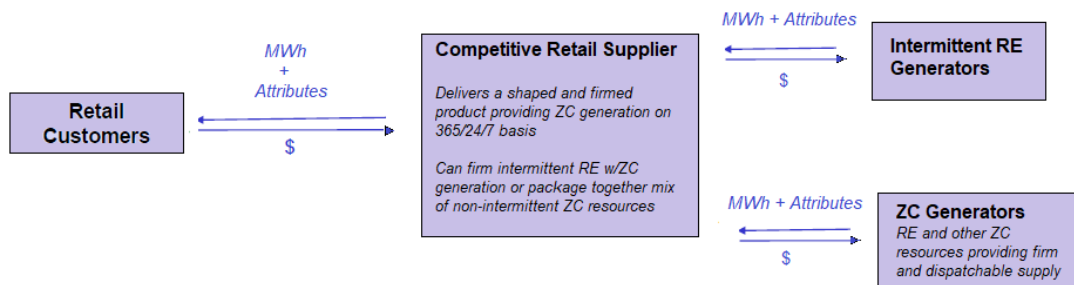 Retail
Customers
MWh
+
Attributes
$
Competitive Retail Supplier
Delivers a shaped and firmed
product providing ZC generation on
365/24/7 basis
Can firm intermittent RE w/ZC
generation or package together mix
of non-intermittent ZC resources
MWh + Attributes
$
Intermittent RE
Generators
MWh + Attributes
$
ZC Generators
RE and other ZC
resources providing firm
and dispatchable supply